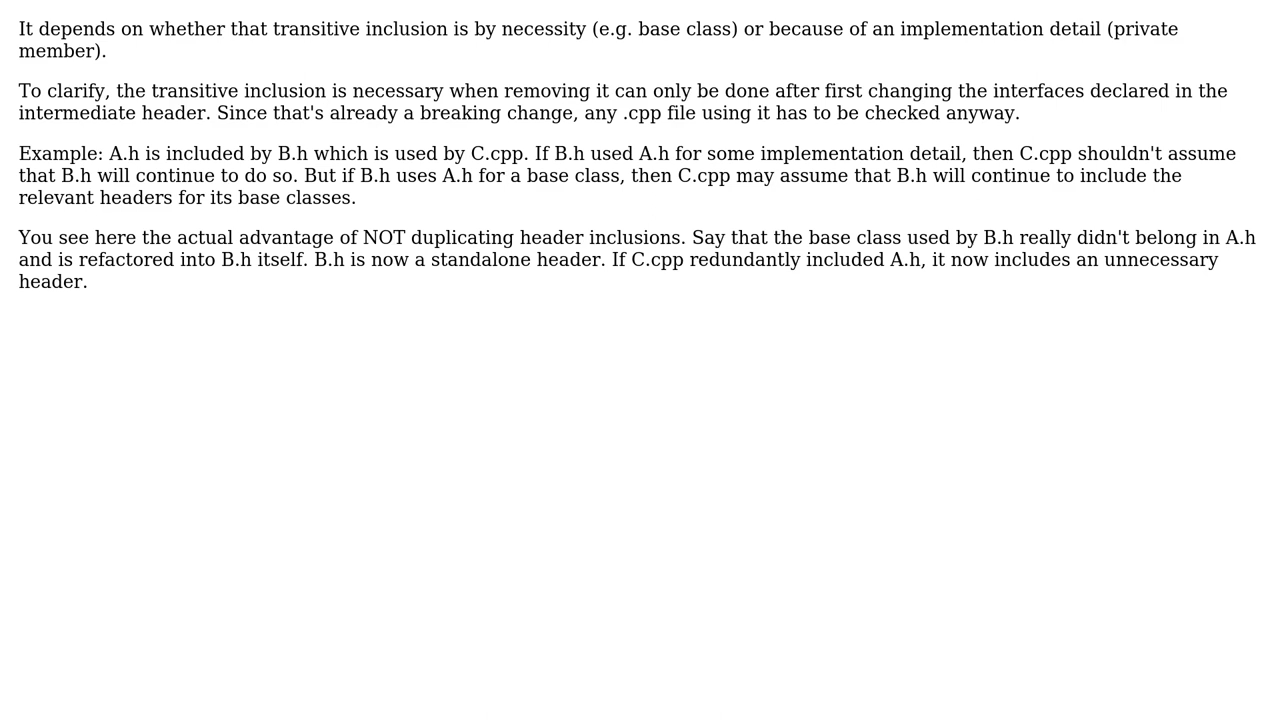 It depends on whether that transitive inclusion is by necessity (e.g. base class) or because of an implementation detail (private
member).
To clarify, the transitive inclusion is necessary when removing it can only be done after first changing the interfaces declared in the
intermediate header. Since that's already a breaking change, any .cpp file using it has to be checked anyway.
Example: A.h is included by B.h which is used by C.cpp. If B.h used A.h for some implementation detail, then C.cpp shouldn't assume
that B.h will continue to do so. But if B.h uses A.h for a base class, then C.cpp may assume that B.h will continue to include the
relevant headers for its base classes.
You see here the actual advantage of NOT duplicating header inclusions. Say that the base class used by B.h really didn't belong in A.h
and is refactored into B.h itself. B.h is now a standalone header. If C.cpp redundantly included A.h, it now includes an unnecessary
header.